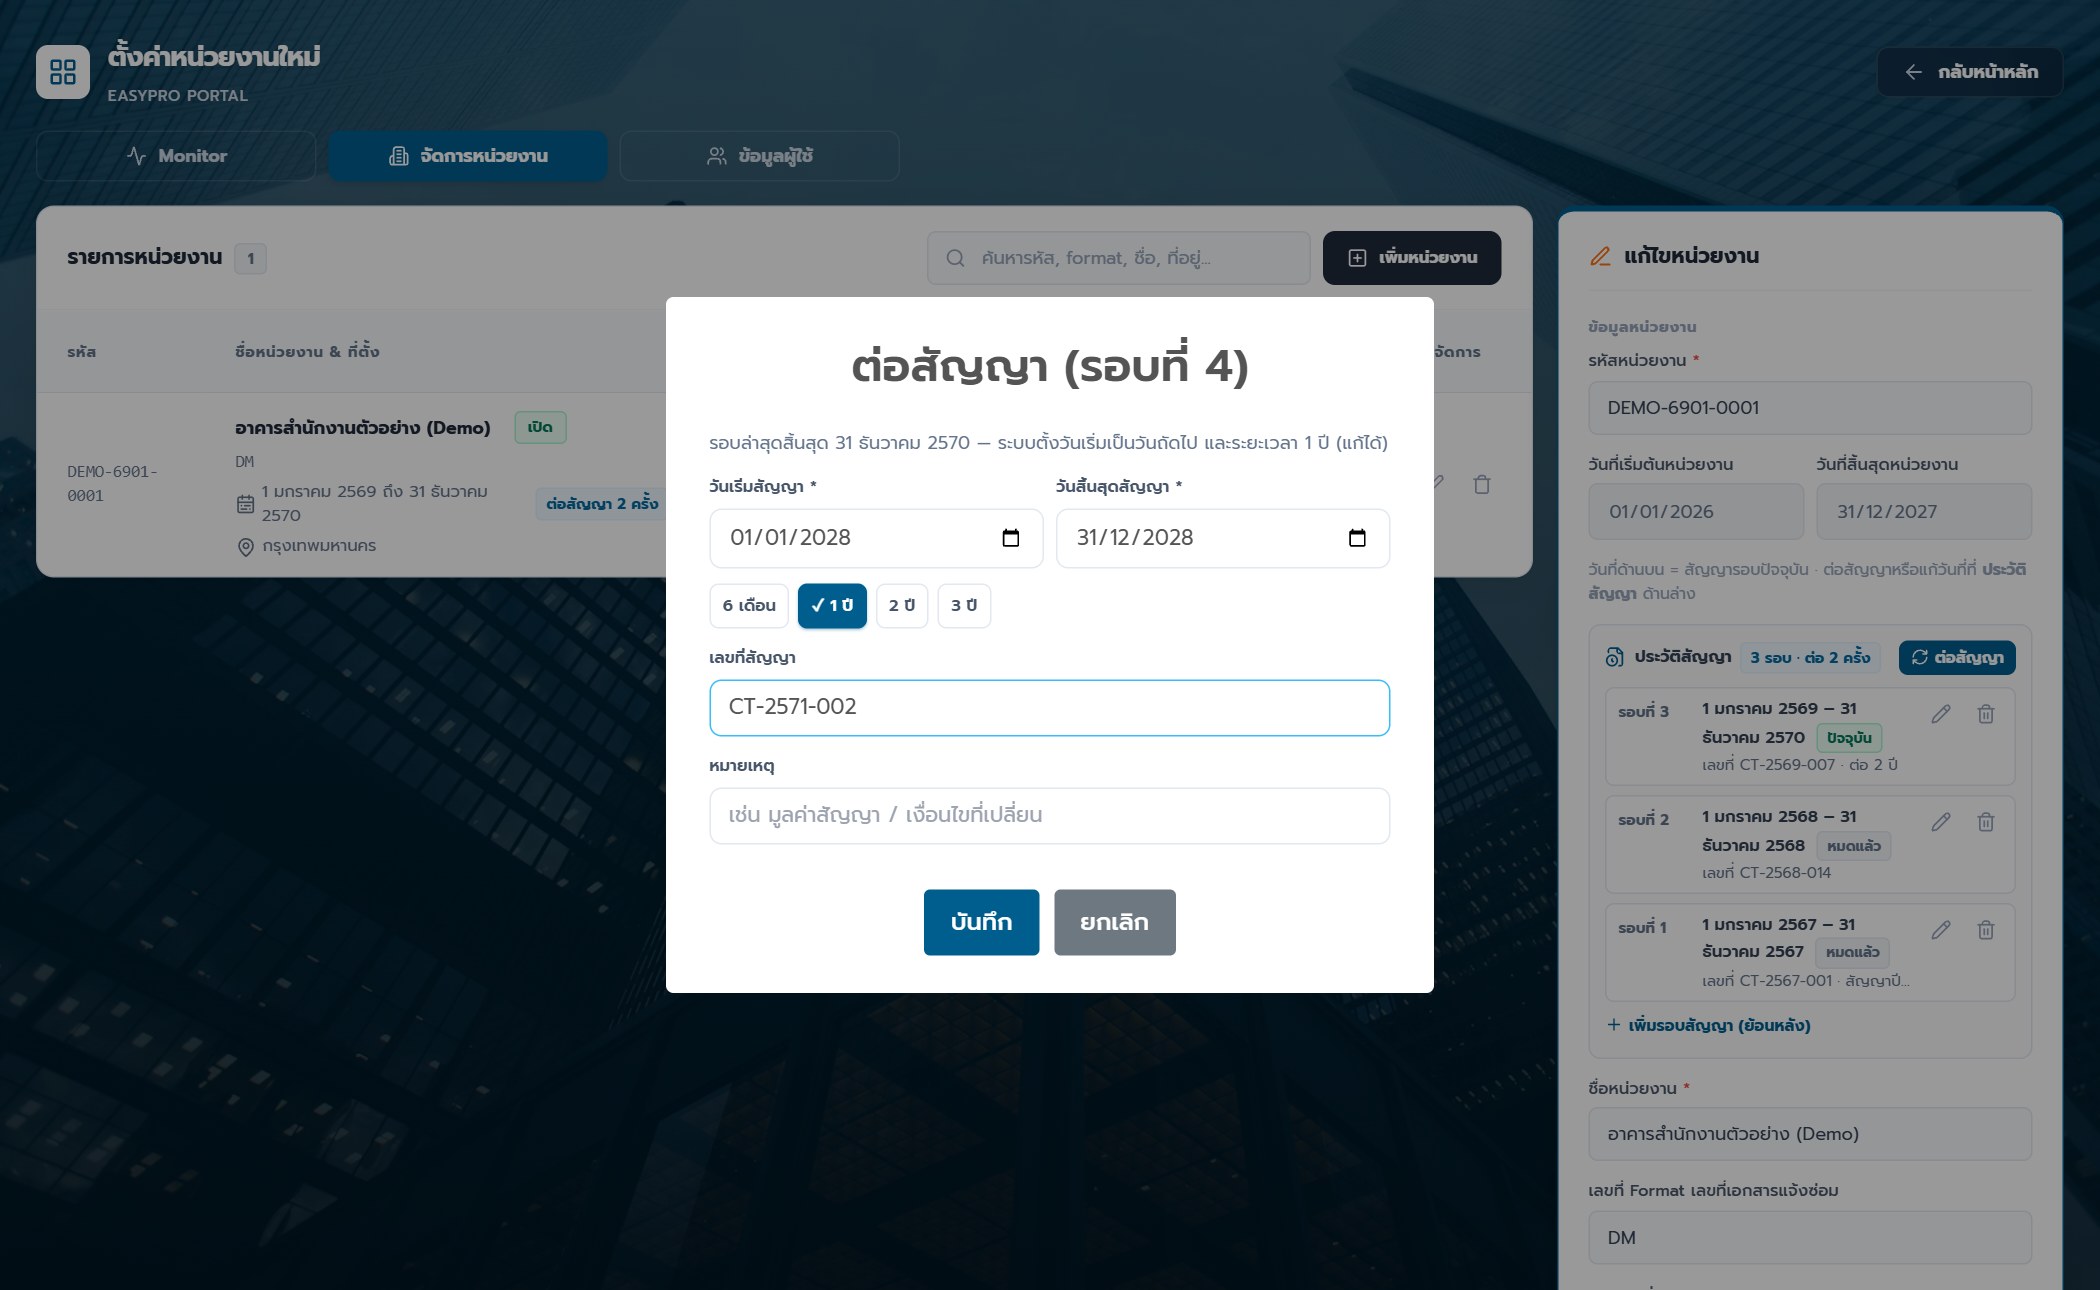 ตั้งค่าหน่วยงานใหม่
EASYPRO PORTAL
กลับหน้าหลัก
Monitor
จัดการหน่วยงาน
ข้อมูลผู้ใช้
รายการหน่วยงาน 1
ค้นหารหัส, format, ชื่อ, ที่อยู่...
เพิ่มหน่วยงาน
รหัส
ชื่อหน่วยงาน & ที่ตั้ง
จัดการ
DEMO-6901-
0001
อาคารสำนักงานตัวอย่าง (Demo) เปิด
DM
1 มกราคม 2569 ถึง 31 ธันวาคม
2570
ต่อสัญญา 2 ครั้ง
กรุงเทพมหานคร
ต่อสัญญา (รอบที่ 4)
รอบล่าสุดสิ้นสุด 31 ธันวาคม 2570 — ระบบตั้งวันเริ่มเป็นวันถัดไป และระยะเวลา 1 ปี (แก้ได้)
วันเริ่มสัญญา *
วันสิ้นสุดสัญญา *
01/01/2028
31/12/2028
6 เดือน
✓ 1 ปี
2 ปี
3 ปี
เลขที่สัญญา
CT-2571-002
หมายเหตุ
เช่น มูลค่าสัญญา / เงื่อนไขที่เปลี่ยน
บันทึก
ยกเลิก
แก้ไขหน่วยงาน
ข้อมูลหน่วยงาน
รหัสหน่วยงาน *
DEMO-6901-0001
วันที่เริ่มต้นหน่วยงาน
วันที่สิ้นสุดหน่วยงาน
01/01/2026
31/12/2027
วันที่ด้านบน = สัญญารอบปัจจุบัน · ต่อสัญญาหรือแก้วันที่ที่ ประวัติ
สัญญา ด้านล่าง
ประวัติสัญญา
3 รอบ · ต่อ 2 ครั้ง
ต่อสัญญา
รอบที่ 3
1 มกราคม 2569 – 31
ธันวาคม 2570 ปัจจุบัน
เลขที่ CT-2569-007 · ต่อ 2 ปี
รอบที่ 2
1 มกราคม 2568 – 31
ธันวาคม 2568 หมดแล้ว
เลขที่ CT-2568-014
รอบที่ 1
1 มกราคม 2567 – 31
ธันวาคม 2567 หมดแล้ว
เลขที่ CT-2567-001 · สัญญาปี...
+ เพิ่มรอบสัญญา (ย้อนหลัง)
ชื่อหน่วยงาน *
อาคารสำนักงานตัวอย่าง (Demo)
เลขที่ Format เลขที่เอกสารแจ้งซ่อม
DM